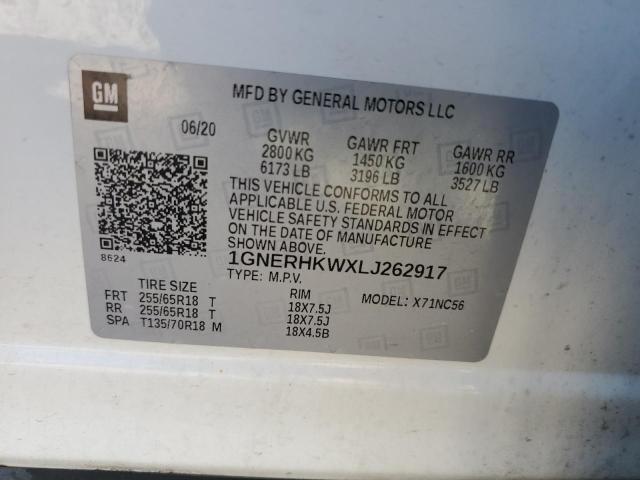 GM
MFD BY GENERAL MOTORS LLC
06/20 GVWR GAWR FRT GAWR RR
2800 KG 1450 KG 1600 KG
6173 LB 3196 LB 3527 LB
THIS VEHICLE CONFORMS TO ALL
APPLICABLE U.S. FEDERAL MOTOR
VEHICLE SAFETY STANDARDS IN EFFECT
ON THE DATE OF MANUFACTURE
SHOWN ABOVE.
8624
1GNERHKWXLJ262917
TYPE: M.P.V.
TIRE SIZE RIM MODEL: X71NC56
FRT 255/65R18 T 18X7.5J
RR 255/65R18 T 18X7.5J
SPA T135/70R18 M 18X4.5B